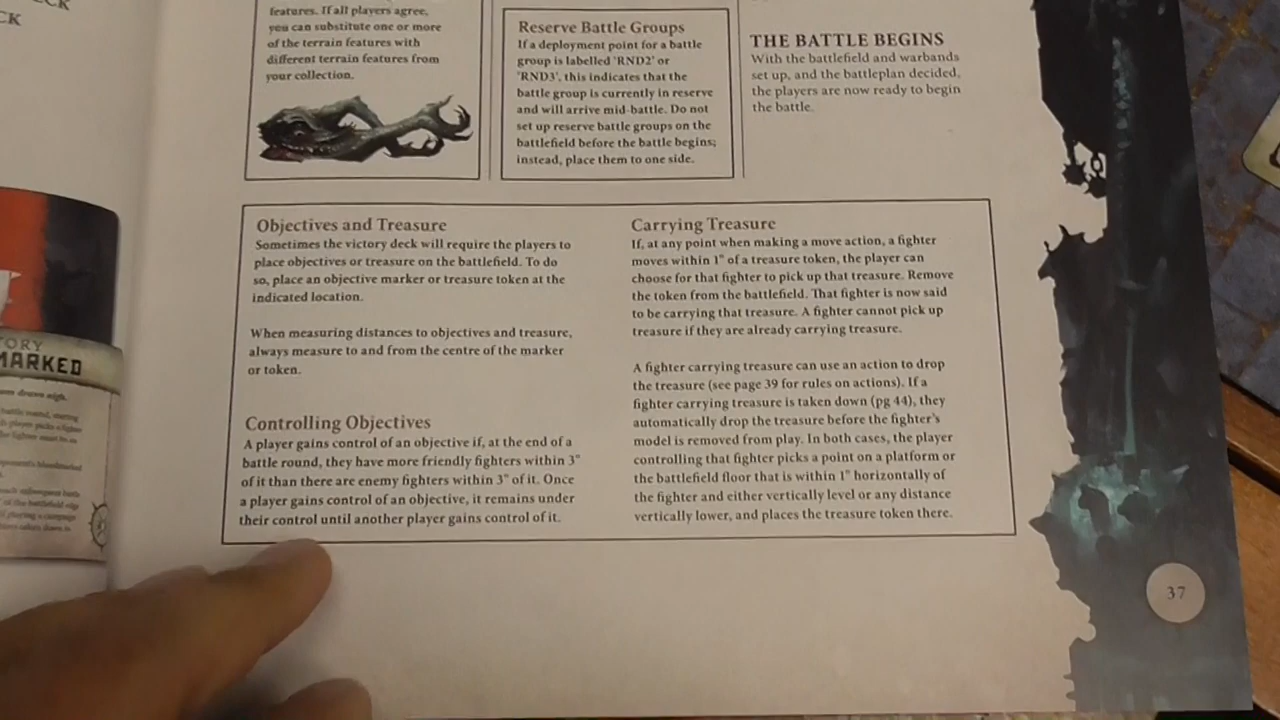 CK
CK
features. If all players agree,
you can substitute one or more
of the terrain features with
different terrain features from
your collection.
Reserve Battle Groups
If a deployment point for a battle
group is labelled 'RND2' or
'RND3', this indicates that the
battle group is currently in reserve
and will arrive mid-battle. Do not
set up reserve battle groups on the
battlefield before the battle begins;
instead, place them to one side.
THE BATTLE BEGINS
With the battlefield and warbands
set up, and the battleplan decided,
the players are now ready to begin
the battle.
Objectives and Treasure
Sometimes the victory deck will require the players to
place objectives or treasure on the battlefield. To do
so, place an objective marker or treasure token at the
indicated location.
When measuring distances to objectives and treasure,
always measure to and from the centre of the marker
or token.
Controlling Objectives
A player gains control of an objective if, at the end of a
battle round, they have more friendly fighters within 3"
of it than there are enemy fighters within 3" of it. Once
a player gains control of an objective, it remains under
their control until another player gains control of it.
Carrying Treasure
If, at any point when making a move action, a fighter
moves within 1" of a treasure token, the player can
choose for that fighter to pick up that treasure. Remove
the token from the battlefield. That fighter is now said
to be carrying that treasure. A fighter cannot pick up
treasure if they are already carrying treasure.
A fighter carrying treasure can use an action to drop
the treasure (see page 39 for rules on actions). If a
fighter carrying treasure is taken down (pg 44), they
automatically drop the treasure before the fighter's
model is removed from play. In both cases, the player
controlling that fighter picks a point on a platform or
the battlefield floor that is within 1" horizontally of
the fighter and either vertically level or any distance
vertically lower, and places the treasure token there.
TORY
MARKED
37